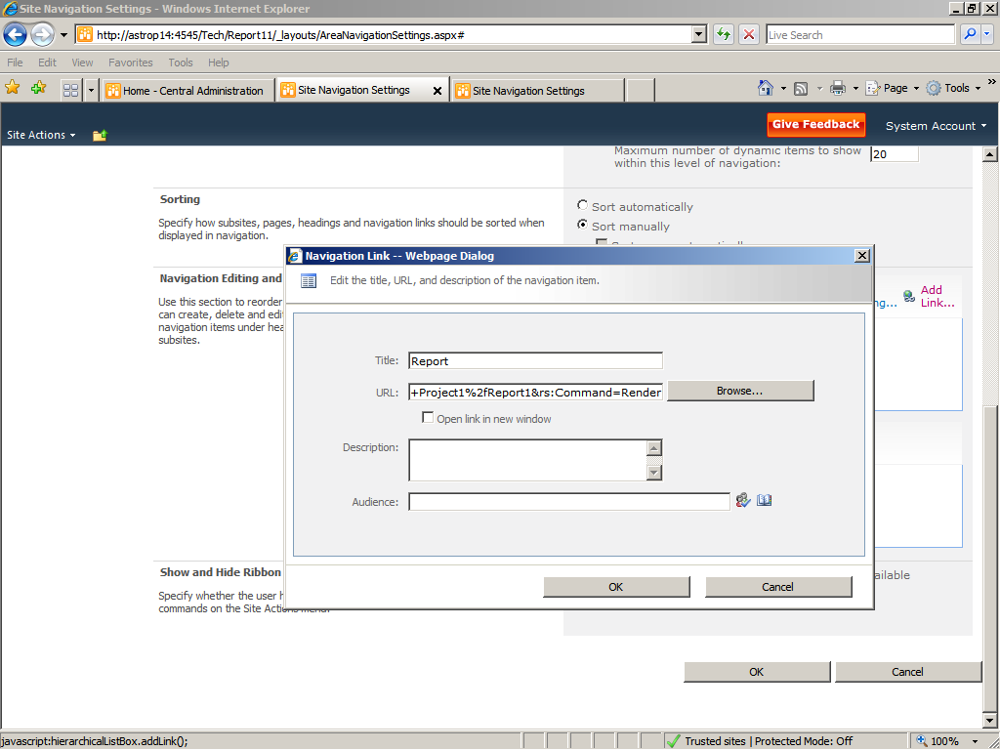 Site Navigation Settings - Windows Internet Explorer
http://astrop14:4545/Tech/Report11/_layouts/AreaNavigationSettings.aspx#
Live Search
File Edit View Favorites Tools Help
Home - Central Administration
Site Navigation Settings
Site Navigation Settings
Page
Tools
Site Actions
Give Feedback
System Account
Maximum number of dynamic items to show
within this level of navigation:
20
Sorting
Specify how subsites, pages, headings and navigation links should be sorted when
displayed in navigation.
Sort automatically
Sort manually
Navigation Editing and
Use this section to reorder
can create, delete and edit
navigation items under hea
subsites.
ng...
Add
Link...
Navigation Link -- Webpage Dialog
Edit the title, URL, and description of the navigation item.
Title:
Report
URL:
+Project1%2fReport1&rs:Command=Render
Browse...
Open link in new window
Description:
Audience:
OK
Cancel
Show and Hide Ribbon
Specify whether the user h
commands on the Site Actions menu.
ailable
OK
Cancel
javascript:hierarchicalListBox.addLink();
Trusted sites | Protected Mode: Off
100%